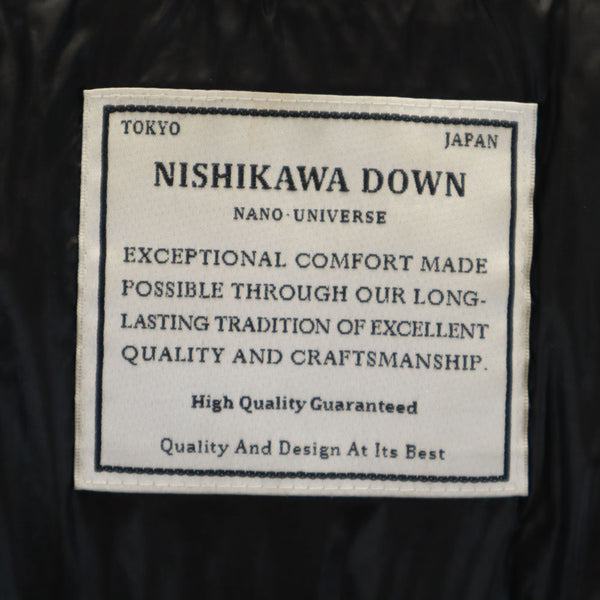 TOKYO
JAPAN
NISHIKAWA DOWN
NANO·UNIVERSE
EXCEPTIONAL COMFORT MADE
POSSIBLE THROUGH OUR LONG-
LASTING TRADITION OF EXCELLENT
QUALITY AND CRAFTSMANSHIP.
High Quality Guaranteed
Quality And Design At Its Best